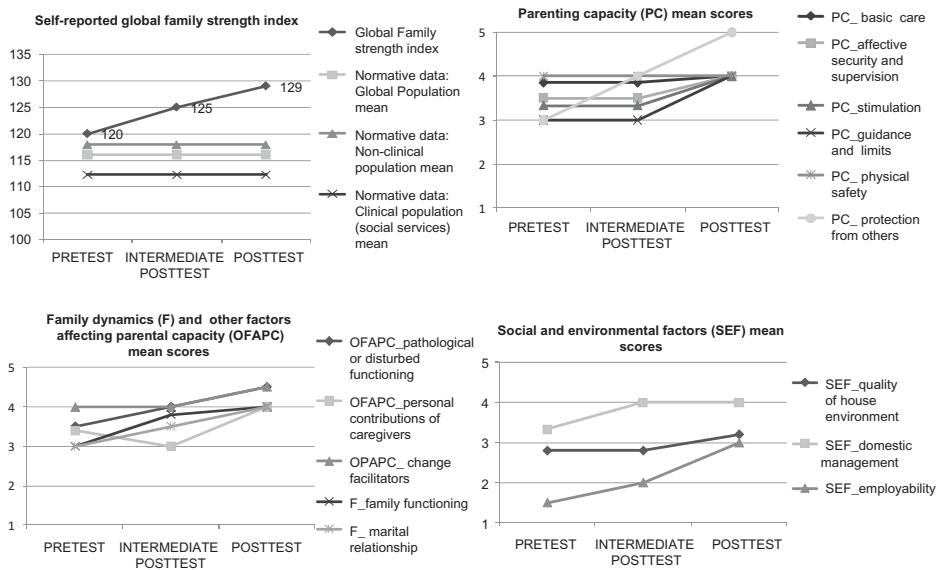 Self-reported global family strength index
135
130
125
120
115
110
105
100
120
125
129
PRETEST
INTERMEDIATE
POSTTEST
POSTTEST
Global Family
strength index
Normative data:
Global Population
mean
Normative data:
Non-clinical
population mean
Normative data:
Clinical population
(social services)
mean
Parenting capacity (PC) mean scores
5
4
3
2
1
PRETEST
INTERMEDIATE
POSTTEST
POSTTEST
PC_ basic care
PC_affective
security and
supervision
PC_stimulation
PC_guidance
and limits
PC_ physical
safety
PC_ protection
from others
Family dynamics (F) and other factors
affecting parental capacity (OFAPC)
mean scores
5
4
3
2
1
PRETEST
INTERMEDIATE
POSTTEST
POSTTEST
OFAPC_pathological
or disturbed
functioning
OFAPC_personal
contributions of
caregivers
OPAPC_ change
facilitators
F_family functioning
F_ marital
relationship
Social and environmental factors (SEF) mean
scores
5
4
3
2
1
PRETEST
INTERMEDIATE
POSTTEST
POSTTEST
SEF_quality
of house
environment
SEF_domestic
management
SEF_employability